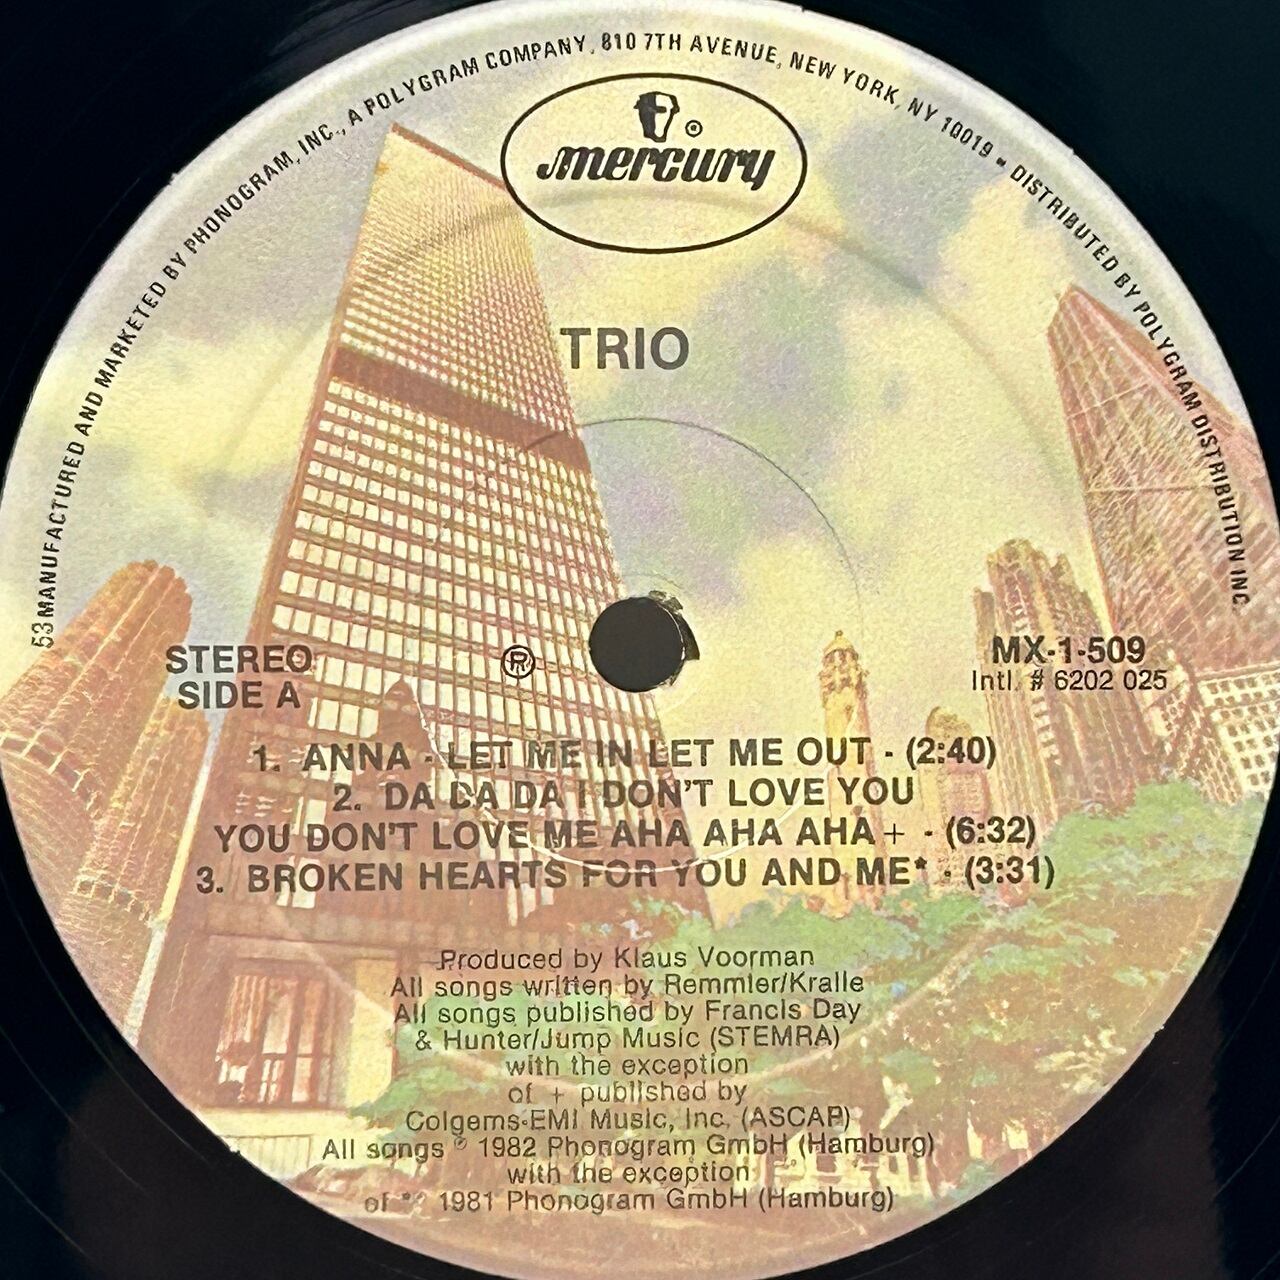 53 MANUFACTURED AND MARKETED BY PHONOGRAM, INC., A POLYGRAM COMPANY, 810 7TH AVENUE, NEW YORK, NY 10019 • DISTRIBUTED BY POLYGRAM DISTRIBUTION INC.
®
mercury
TRIO
STEREO
SIDE A
Ⓟ
MX-1-509
Intl. # 6202 025
1. ANNA - LET ME IN LET ME OUT - (2:40)
2. DA DA DA I DON'T LOVE YOU
YOU DON'T LOVE ME AHA AHA AHA + - (6:32)
3. BROKEN HEARTS FOR YOU AND ME* - (3:31)
Produced by Klaus Voorman
All songs written by Remmler/Kralle
All songs published by Francis Day
& Hunter/Jump Music (STEMRA)
with the exception
of + published by
Colgems-EMI Music, Inc. (ASCAP)
All songs ℗ 1982 Phonogram GmbH (Hamburg)
with the exception
of *℗ 1981 Phonogram GmbH (Hamburg)